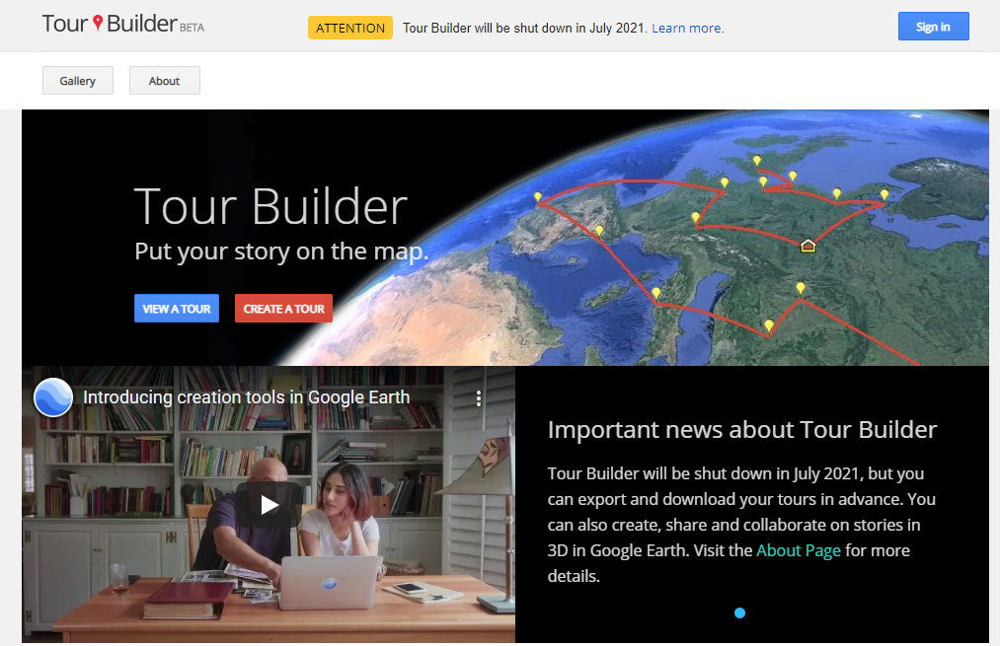 Tour Builder BETA
ATTENTION Tour Builder will be shut down in July 2021. Learn more.
Sign in
Gallery
About
Tour Builder
Put your story on the map.
VIEW A TOUR
CREATE A TOUR
Introducing creation tools in Google Earth
Important news about Tour Builder
Tour Builder will be shut down in July 2021, but you
can export and download your tours in advance. You
can also create, share and collaborate on stories in
3D in Google Earth. Visit the About Page for more
details.